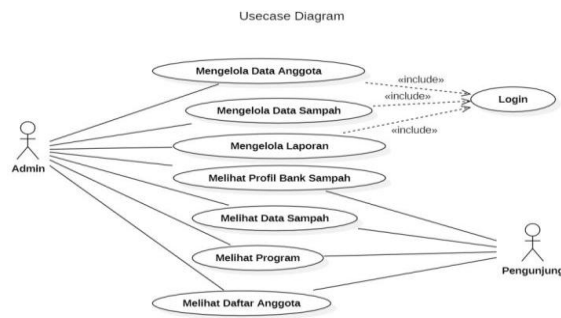 Usecase Diagram
Mengelola Data Anggota
«include»
Mengelola Data Sampah
«include»
Login
Mengelola Laporan
«include»
Admin
Melihat Profil Bank Sampah
Melihat Data Sampah
Melihat Program
Pengunjung
Melihat Daftar Anggota